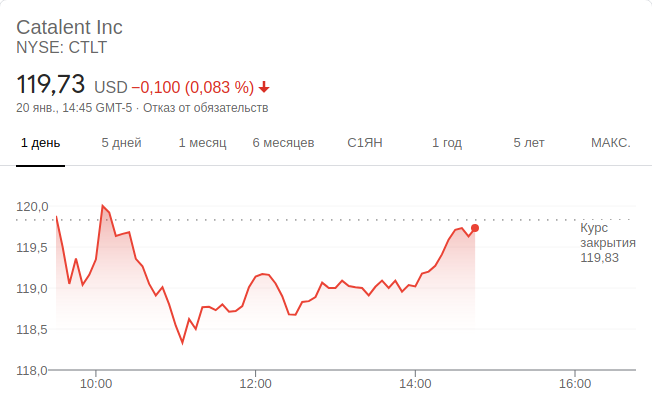 Catalent Inc
NYSE: CTLT
119,73 USD −0,100 (0,083 %)
20 янв., 14:45 GMT-5 · Отказ от обязательств
1 день 5 дней 1 месяц 6 месяцев С1ЯН 1 год 5 лет МАКС.
120,0
119,5
119,0
118,5
118,0
Курс
закрытия
119,83
10:00 12:00 14:00 16:00